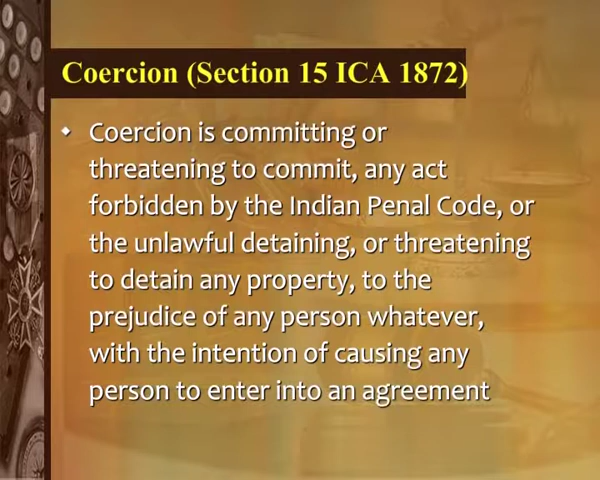 Coercion (Section 15 ICA 1872)
• Coercion is committing or
threatening to commit, any act
forbidden by the Indian Penal Code, or
the unlawful detaining, or threatening
to detain any property, to the
prejudice of any person whatever,
with the intention of causing any
person to enter into an agreement